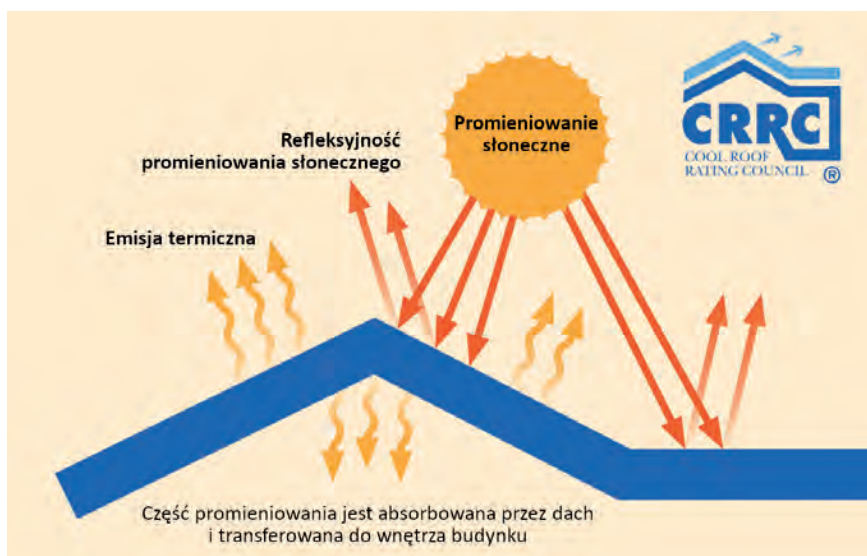 Promieniowanie
słoneczne
Refleksyjność
promieniowania słonecznego
Emisja termiczna
CRRC
COOL ROOF
RATING COUNCIL ®
Część promieniowania jest absorbowana przez dach
i transferowana do wnętrza budynku